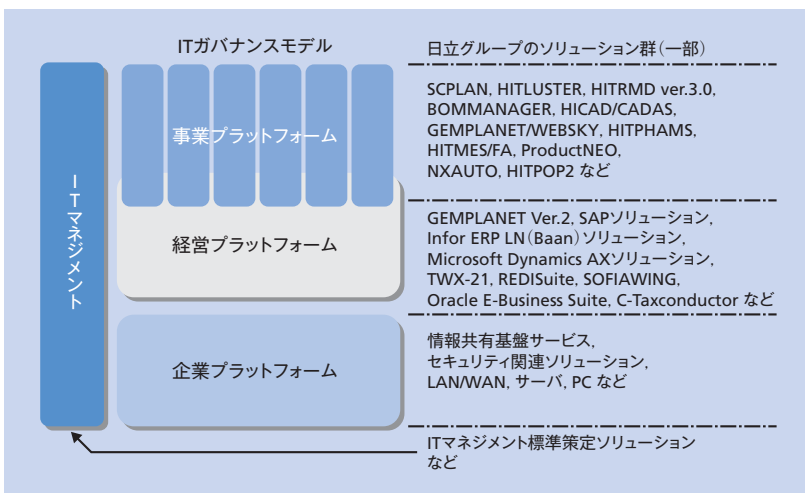 ITガバナンスモデル
日立グループのソリューション群（一部）
ITマネジメント
事業プラットフォーム
SCPLAN, HITLUSTER, HITRMD ver.3.0,
BOMMANAGER, HICAD/CADAS,
GEMPLANET/WEBSKY, HITPHAMS,
HITMES/FA, ProductNEO,
NXAUTO, HITPOP2 など
経営プラットフォーム
GEMPLANET Ver.2, SAPソリューション,
Infor ERP LN（Baan）ソリューション,
Microsoft Dynamics AXソリューション,
TWX-21, REDISuite, SOFIAWING,
Oracle E-Business Suite, C-Taxconductor など
企業プラットフォーム
情報共有基盤サービス,
セキュリティ関連ソリューション,
LAN/WAN, サーバ, PC など
ITマネジメント標準策定ソリューション
など